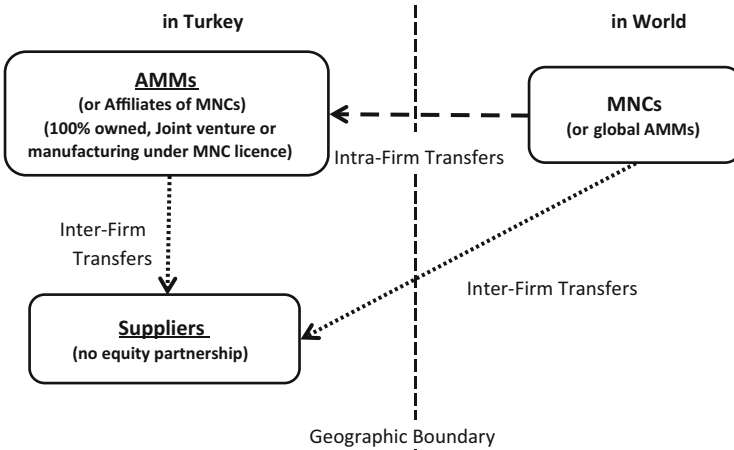 in Turkey
in World
AMMs
(or Affiliates of MNCs)
(100% owned, Joint venture or
manufacturing under MNC licence)
MNCs
(or global AMMs)
Intra-Firm Transfers
Inter-Firm
Transfers
Inter-Firm Transfers
Suppliers
(no equity partnership)
Geographic Boundary